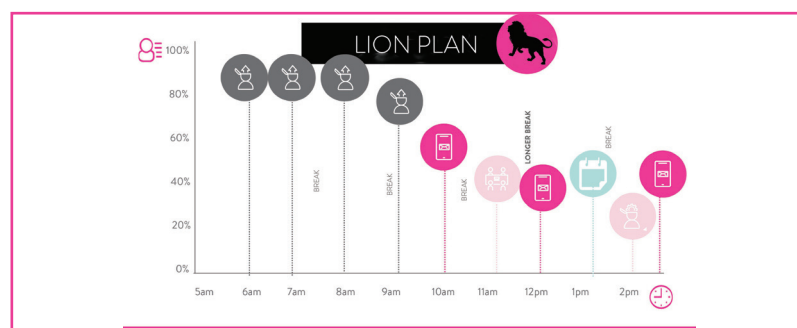 LION PLAN
100%
80%
60%
40%
20%
0%
BREAK
BREAK
BREAK
LONGER BREAK
BREAK
5am 6am 7am 8am 9am 10am 11am 12pm 1pm 2pm